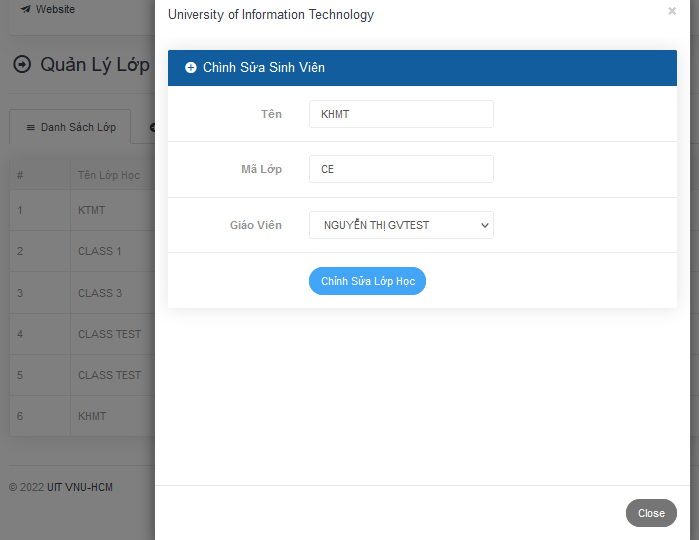 Website
University of Information Technology
×
Quản Lý Lớp
Chỉnh Sửa Sinh Viên
Tên
KHMT
Danh Sách Lớp
Mã Lớp
CE
#
Tên Lớp Học
1
KTMT
Giáo Viên
NGUYỄN THỊ GVTEST
2
CLASS 1
3
CLASS 3
Chỉnh Sửa Lớp Học
4
CLASS TEST
5
CLASS TEST
6
KHMT
© 2022 UIT VNU-HCM
Close